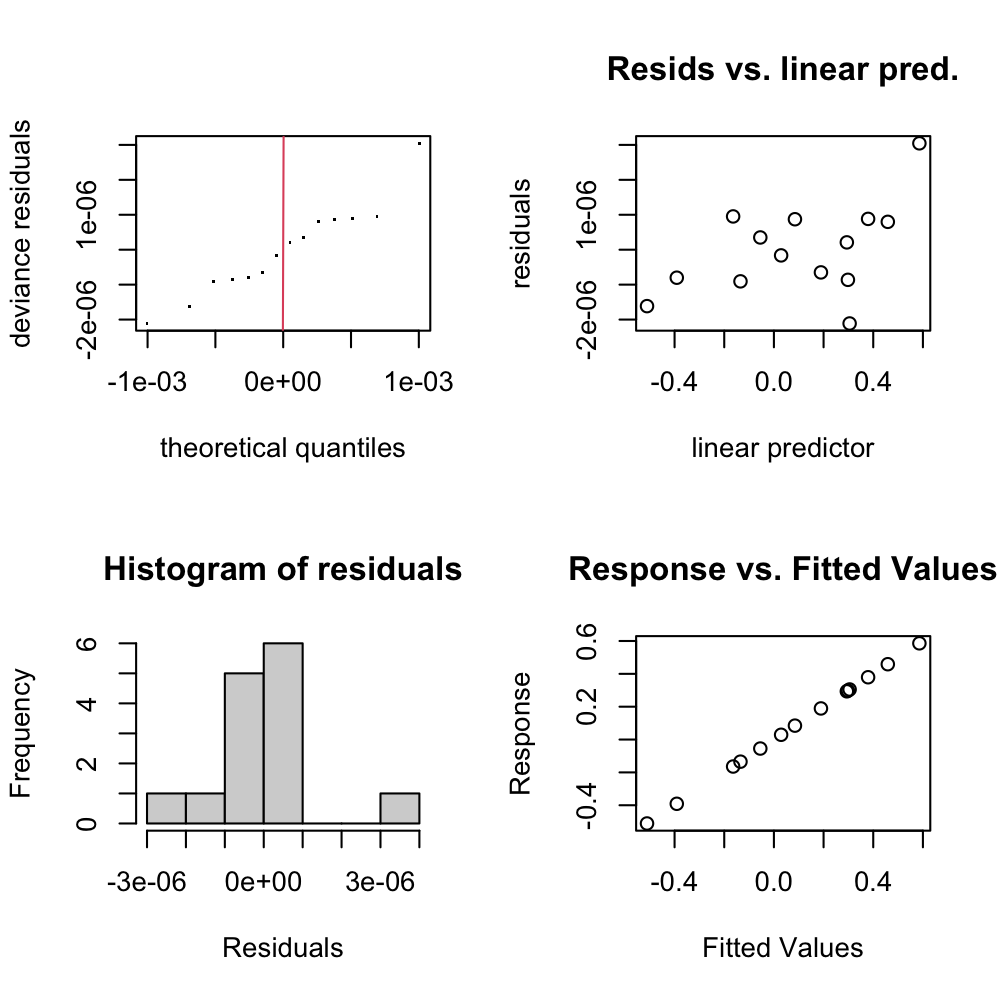 deviance residuals
1e-06
-2e-06
-1e-03 0e+00 1e-03
theoretical quantiles
Resids vs. linear pred.
residuals
1e-06
-2e-06
-0.4 0.0 0.4
linear predictor
Histogram of residuals
Frequency
6
4
2
0
-3e-06 0e+00 3e-06
Residuals
Response vs. Fitted Values
Response
0.6
0.2
-0.4
-0.4 0.0 0.4
Fitted Values